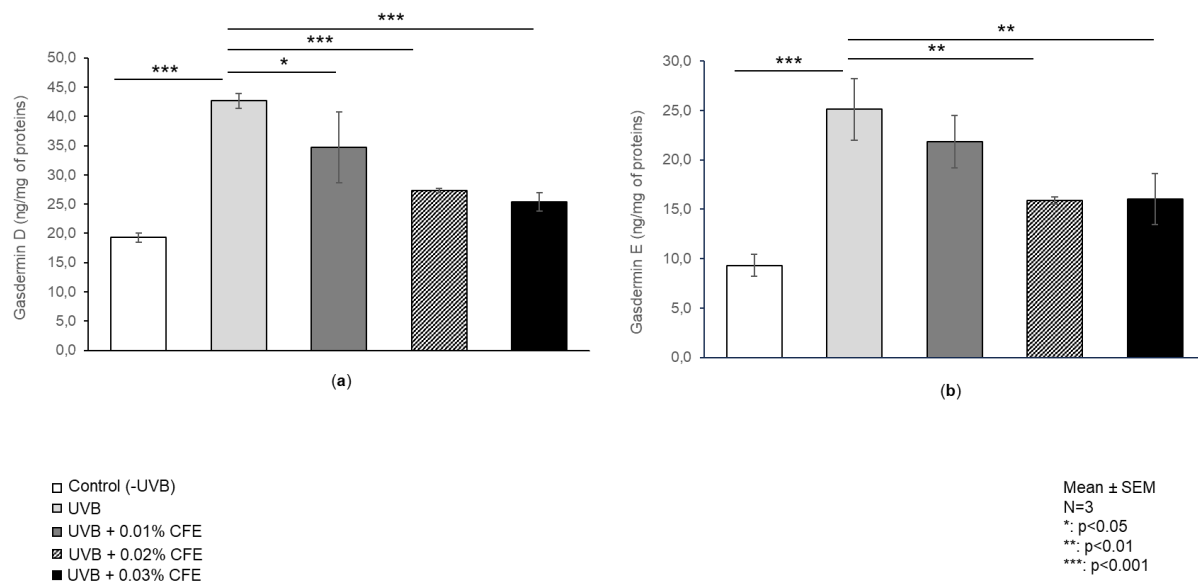 ***
***
*
***
50,0
45,0
40,0
35,0
30,0
25,0
20,0
15,0
10,0
5,0
0,0
Gasdermin D (ng/mg of proteins)
(a)
**
**
***
30,0
25,0
20,0
15,0
10,0
5,0
0,0
Gasdermin E (ng/mg of proteins)
(b)
Control (-UVB)
UVB
UVB + 0.01% CFE
UVB + 0.02% CFE
UVB + 0.03% CFE
Mean ± SEM
N=3
*: p<0.05
**: p<0.01
***: p<0.001